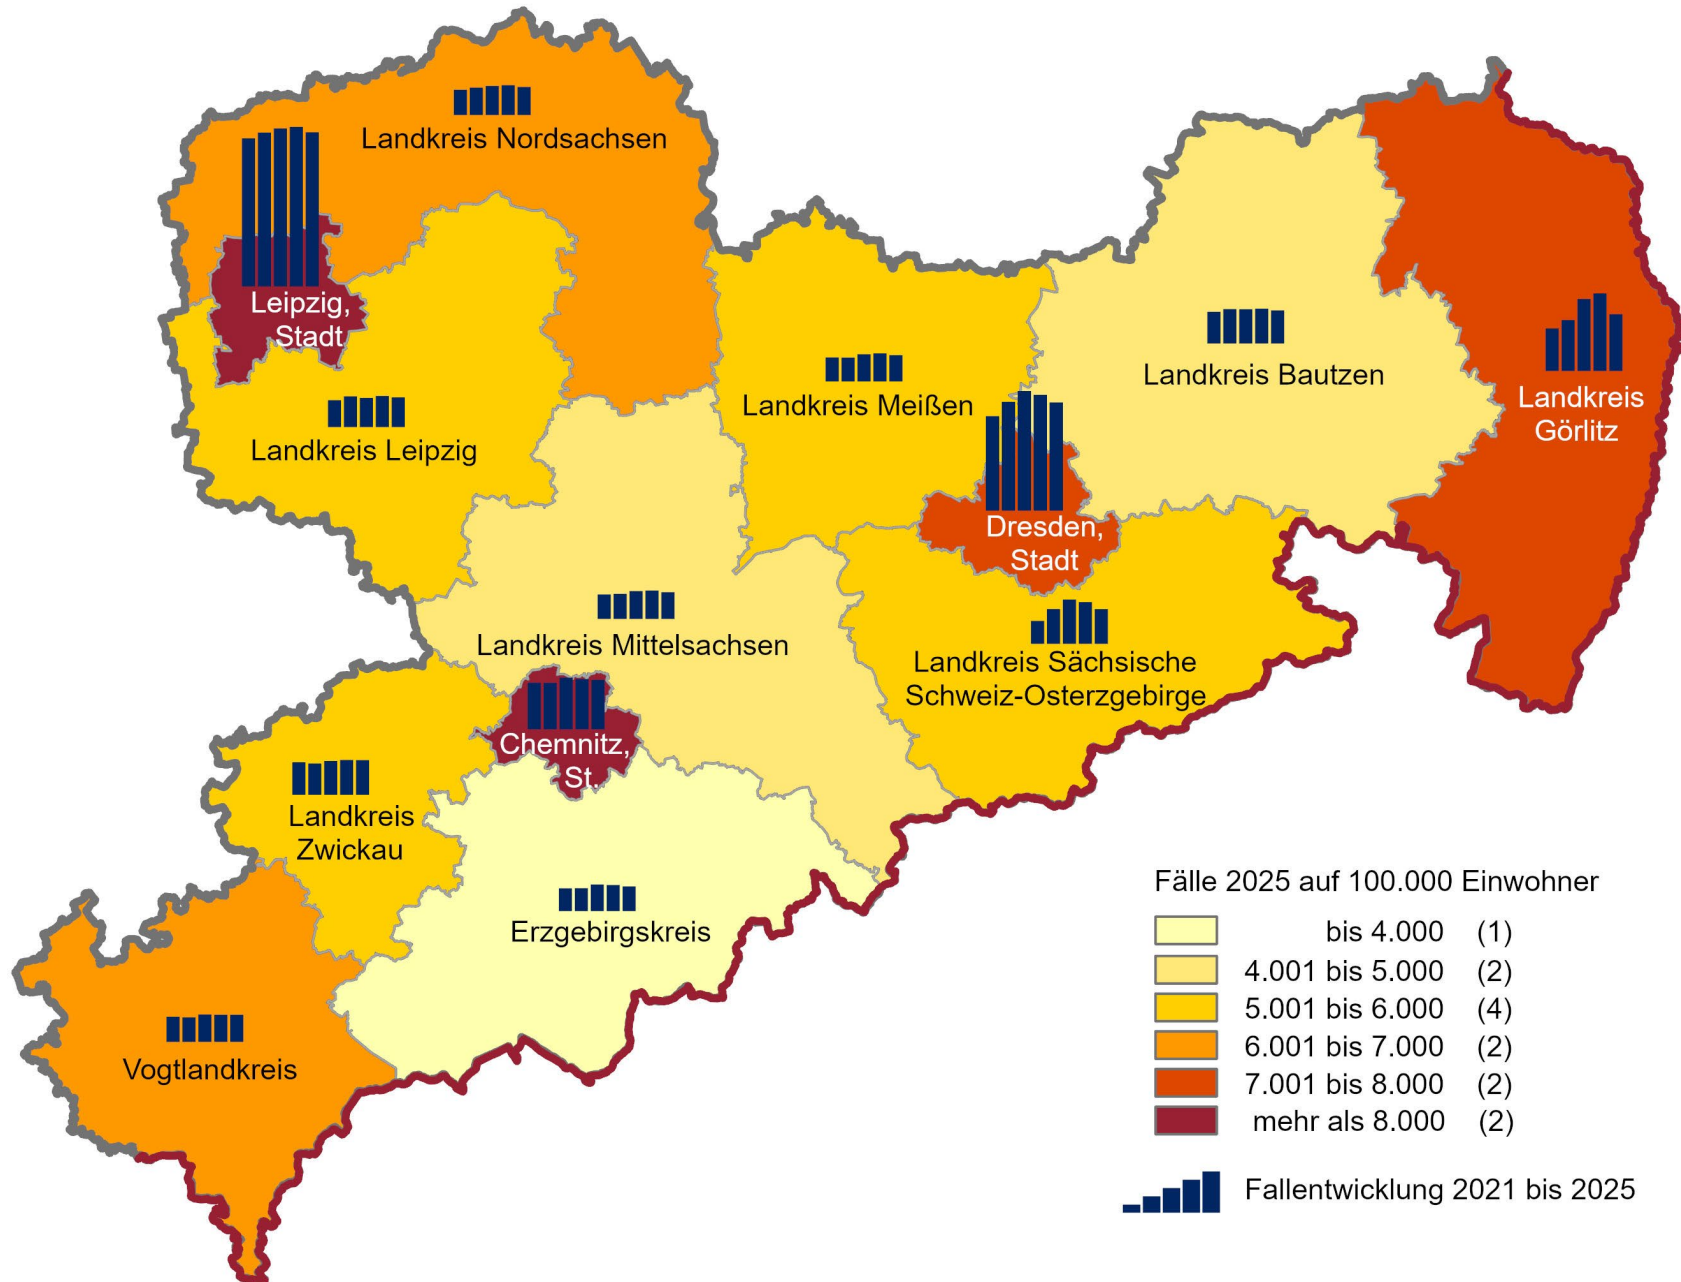 Landkreis Nordsachsen
Leipzig,
Stadt
Landkreis Leipzig
Landkreis Meißen
Dresden,
Stadt
Landkreis Bautzen
Landkreis
Görlitz
Landkreis Mittelsachsen
Landkreis Sächsische
Schweiz-Osterzgebirge
Chemnitz,
St.
Landkreis
Zwickau
Erzgebirgskreis
Vogtlandkreis
Fälle 2025 auf 100.000 Einwohner
bis 4.000 (1)
4.001 bis 5.000 (2)
5.001 bis 6.000 (4)
6.001 bis 7.000 (2)
7.001 bis 8.000 (2)
mehr als 8.000 (2)
Fallentwicklung 2021 bis 2025